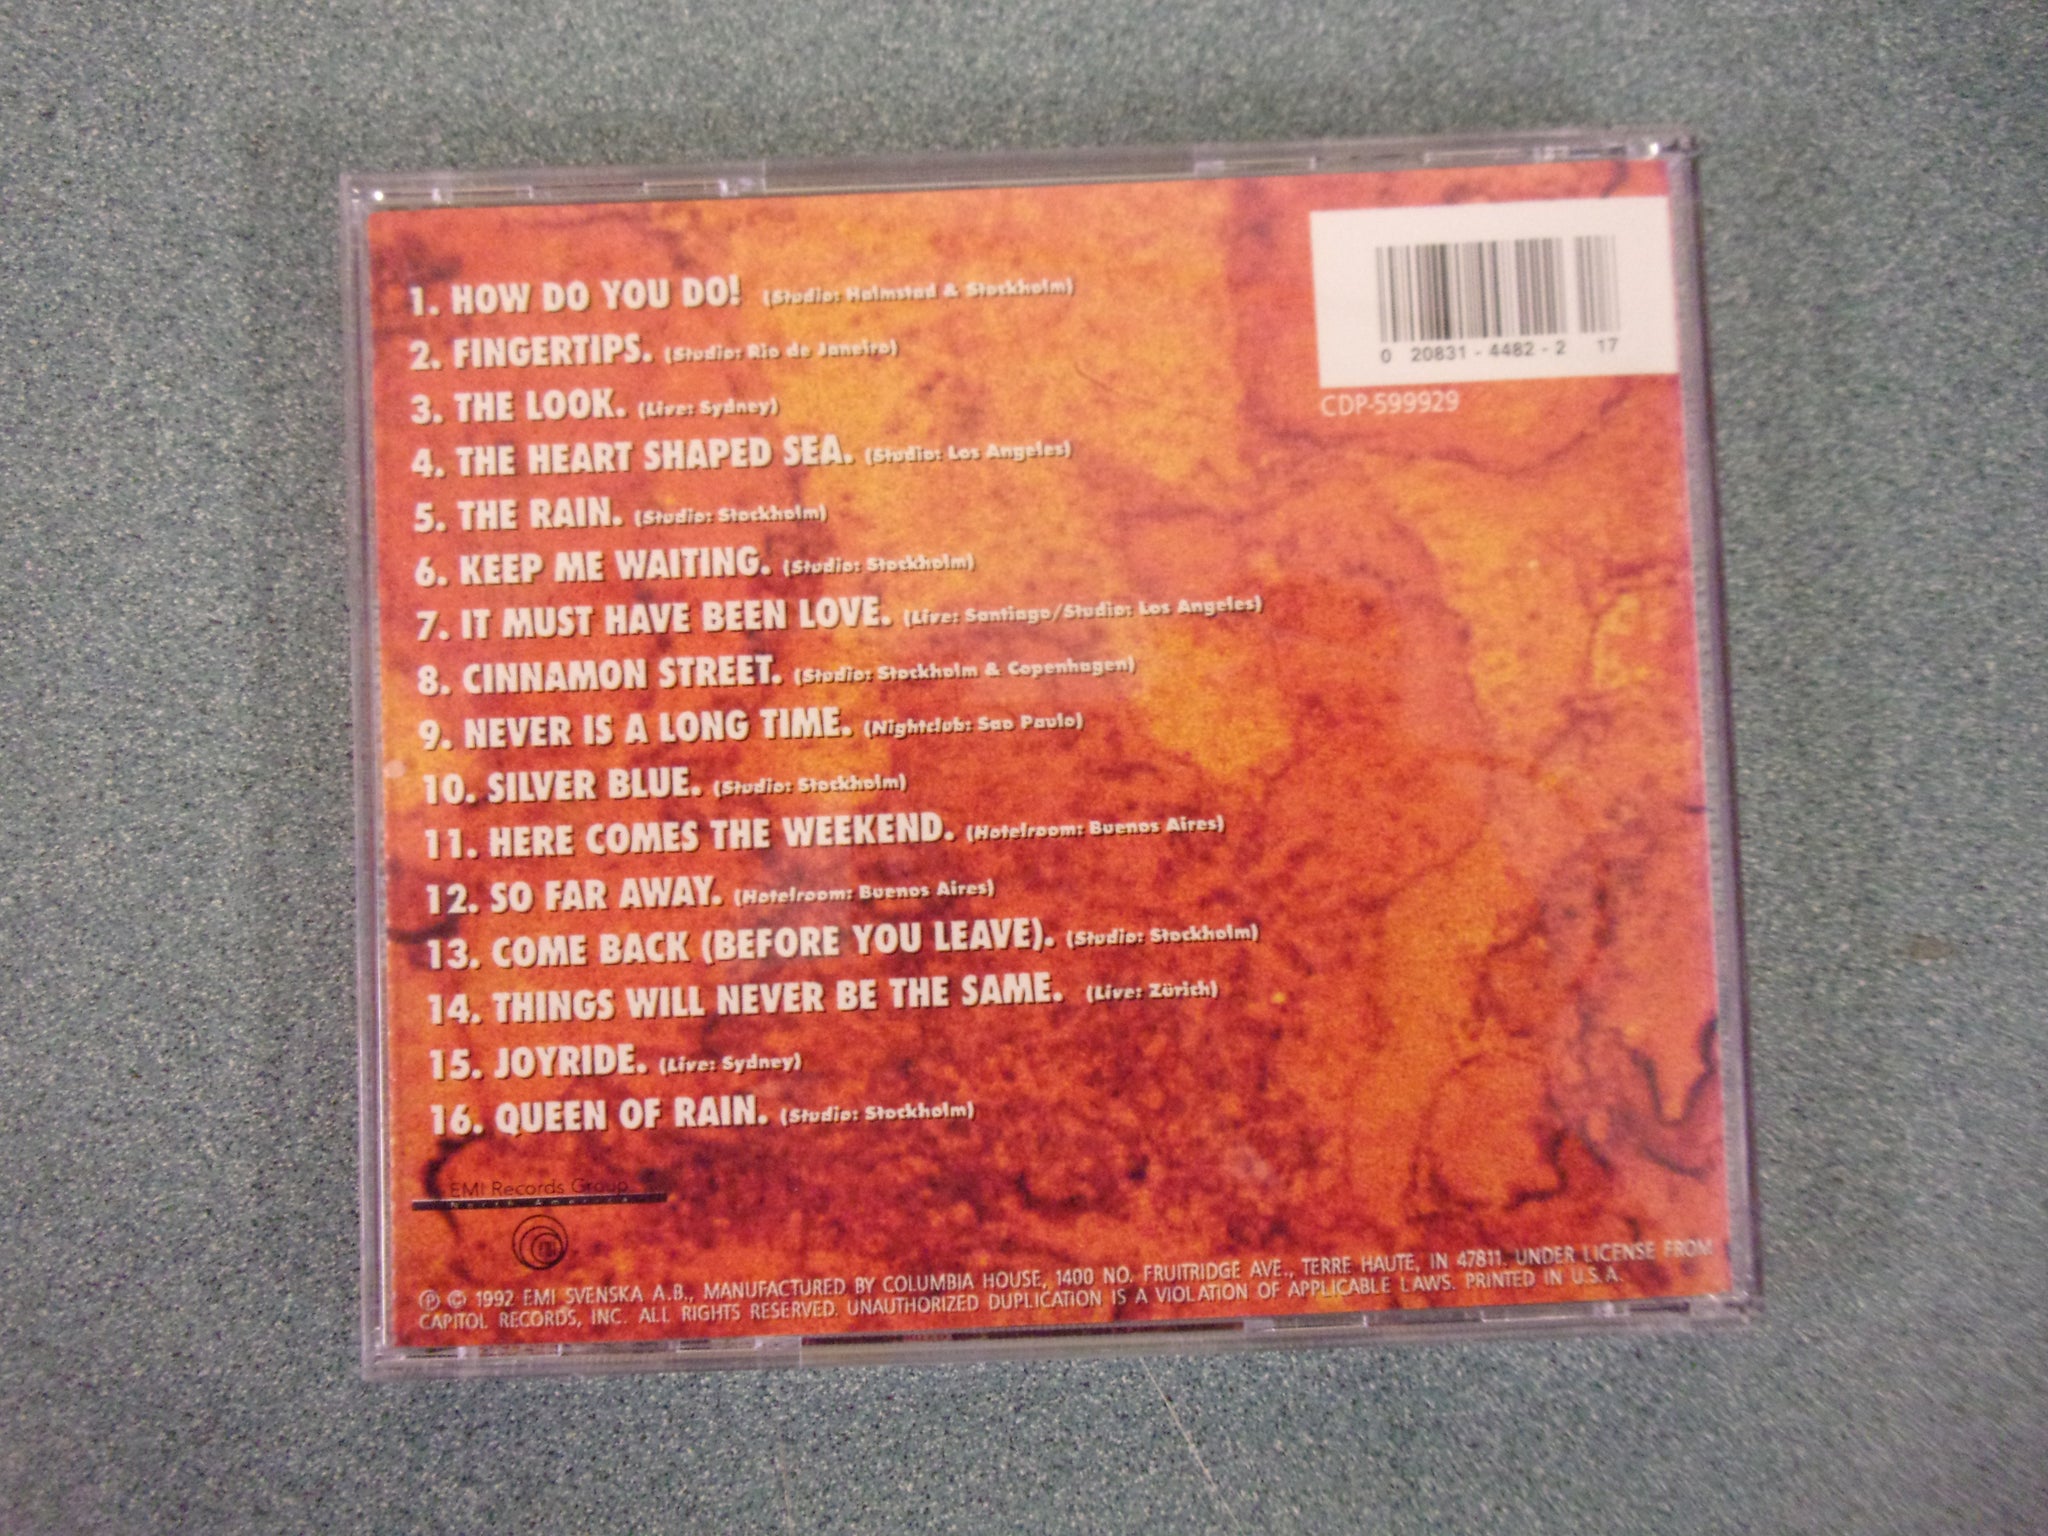 1. HOW DO YOU DO! (Studio: Halmstad & Stockholm)
2. FINGERTIPS. (Studio: Rio de Janeiro)
3. THE LOOK. (Live: Sydney)
4. THE HEART SHAPED SEA. (Studio: Los Angeles)
5. THE RAIN. (Studio: Stockholm)
6. KEEP ME WAITING. (Studio: Stockholm)
7. IT MUST HAVE BEEN LOVE. (Live: Santiago/Studio: Los Angeles)
8. CINNAMON STREET. (Studio: Stockholm & Copenhagen)
9. NEVER IS A LONG TIME. (Nightclub: Sao Paulo)
10. SILVER BLUE. (Studio: Stockholm)
11. HERE COMES THE WEEKEND. (Hotelroom: Buenos Aires)
12. SO FAR AWAY. (Hotelroom: Buenos Aires)
13. COME BACK (BEFORE YOU LEAVE). (Studio: Stockholm)
14. THINGS WILL NEVER BE THE SAME. (Live: Zürich)
15. JOYRIDE. (Live: Sydney)
16. QUEEN OF RAIN. (Studio: Stockholm)
0 20831 - 4482 - 2 17
CDP-599929
EMI Records Group
North America
℗ © 1992 EMI SVENSKA A.B., MANUFACTURED BY COLUMBIA HOUSE, 1400 NO. FRUITRIDGE AVE., TERRE HAUTE, IN 47811. UNDER LICENSE FROM
CAPITOL RECORDS, INC. ALL RIGHTS RESERVED. UNAUTHORIZED DUPLICATION IS A VIOLATION OF APPLICABLE LAWS. PRINTED IN U.S.A.